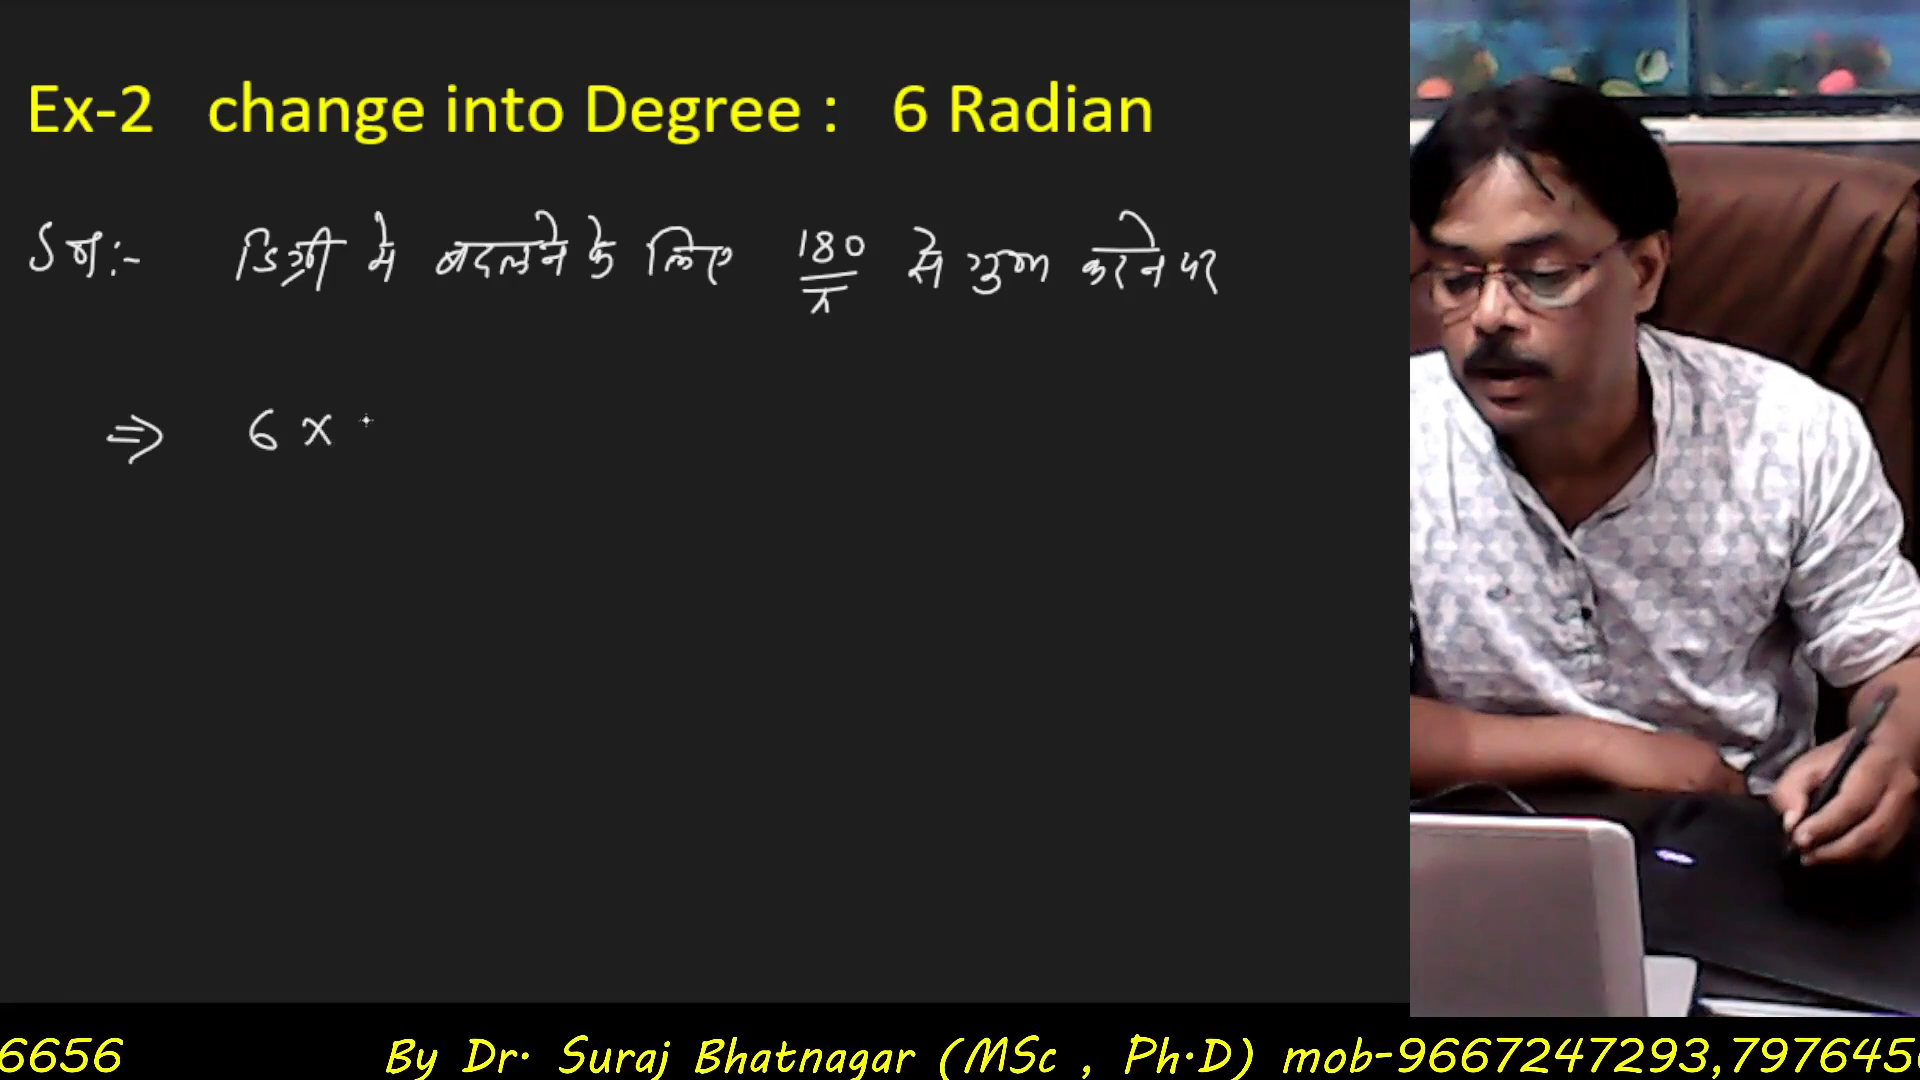 Ex-2 change into Degree : 6 Radian
हल:- डिग्री में बदलने के लिए 180/π से गुणा करने पर
⇒ 6 ×
6656 By Dr. Suraj Bhatnagar (MSc , Ph.D) mob-9667247293,797645